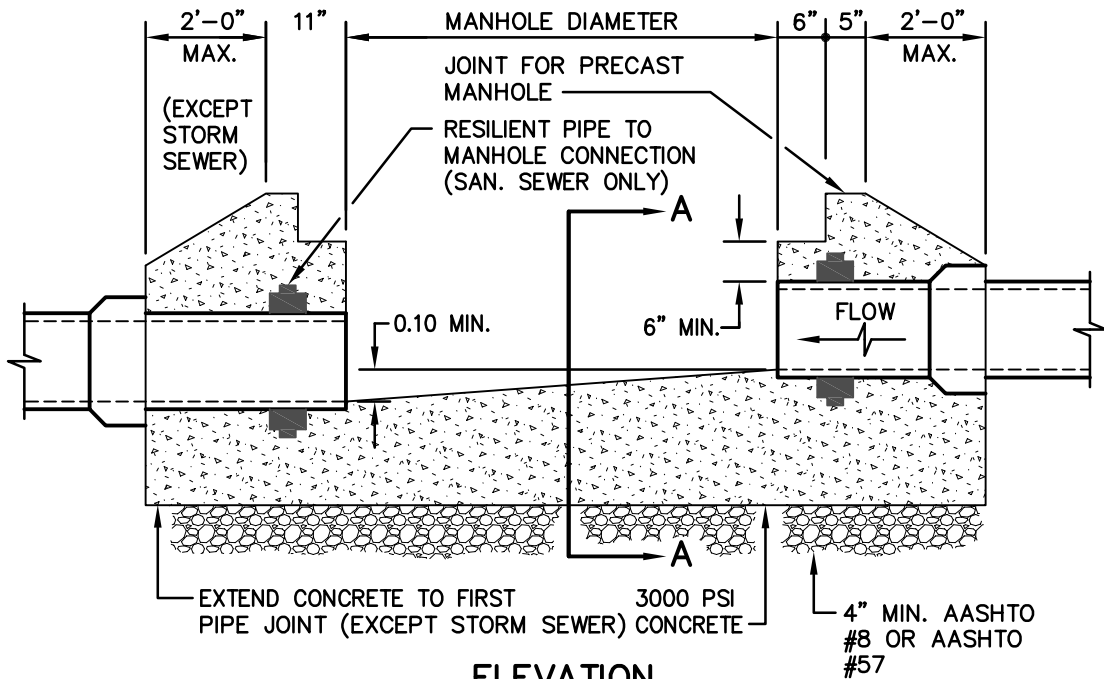 2'-0" 11" MANHOLE DIAMETER 6" 5" 2'-0"
MAX. MAX.
JOINT FOR PRECAST
MANHOLE
(EXCEPT
STORM
SEWER)
RESILIENT PIPE TO
MANHOLE CONNECTION
(SAN. SEWER ONLY)
A
0.10 MIN.
6" MIN.
FLOW
A
EXTEND CONCRETE TO FIRST
PIPE JOINT (EXCEPT STORM SEWER)
3000 PSI
CONCRETE
4" MIN. AASHTO
#8 OR AASHTO
#57
ELEVATION